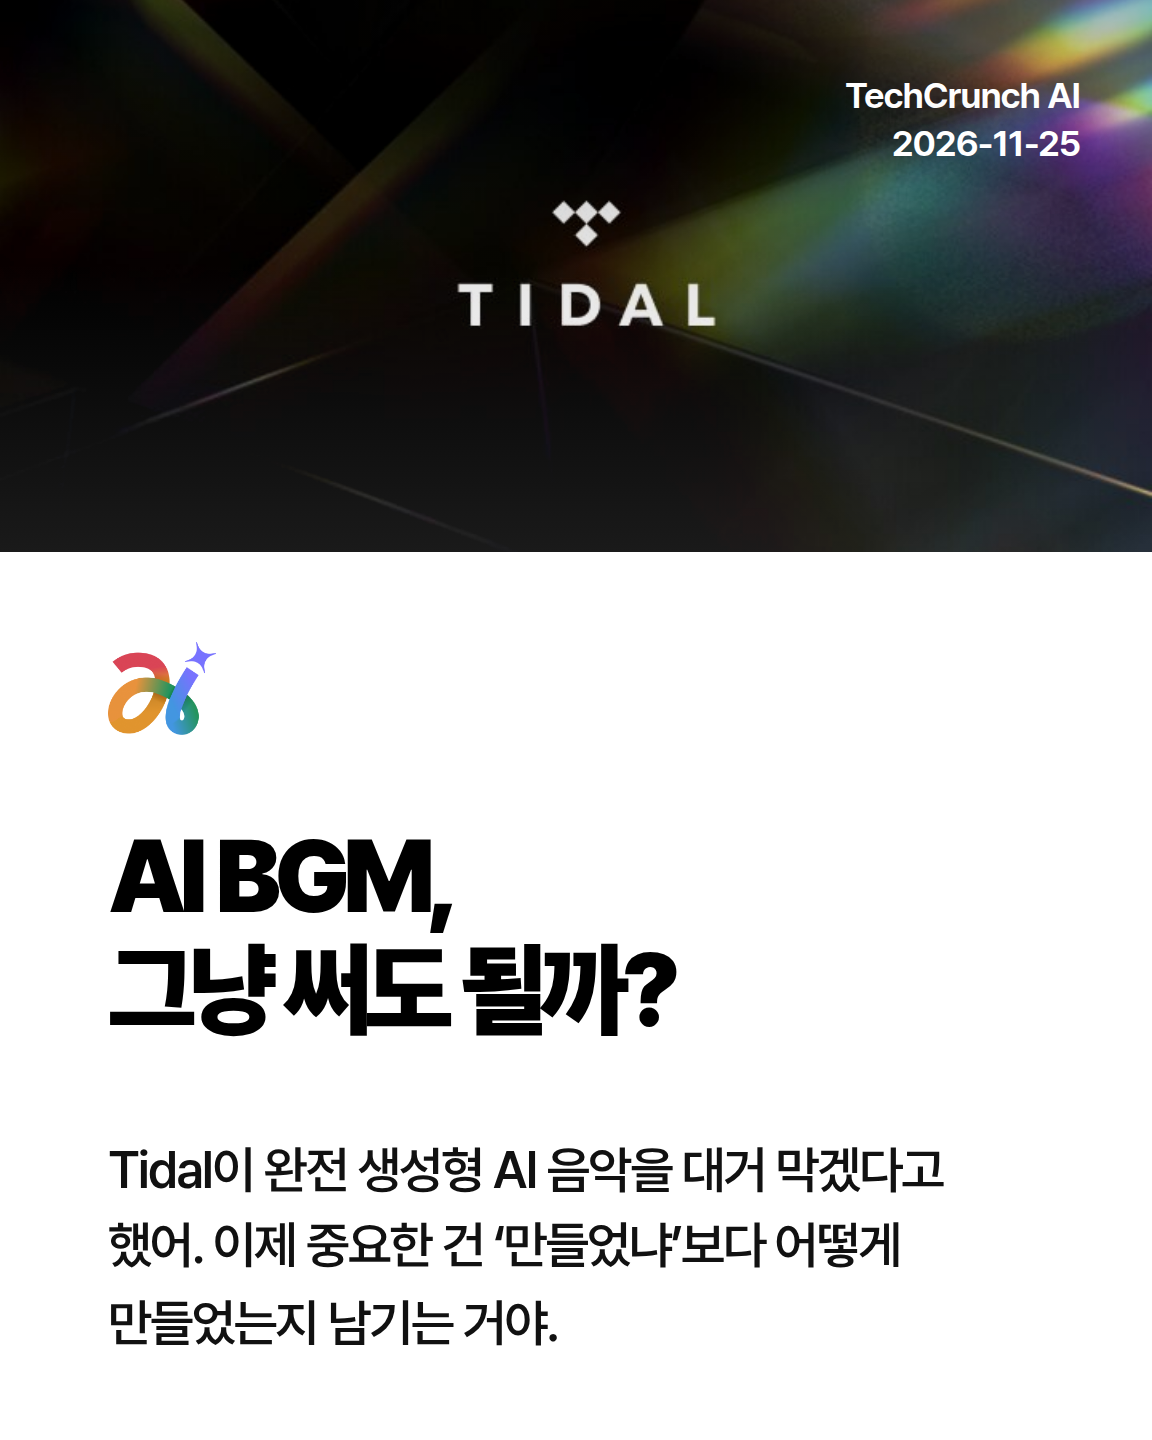 TechCrunch AI
2026-11-25
TIDAL
ai
AI BGM,
그냥 써도 될까?
Tidal이 완전 생성형 AI 음악을 대거 막겠다고
했어. 이제 중요한 건 ‘만들었냐’보다 어떻게
만들었는지 남기는 거야.